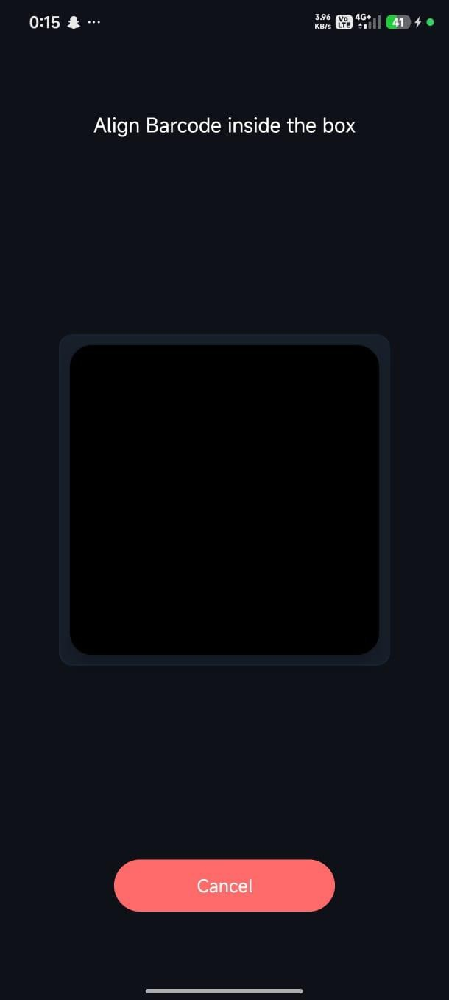 0:15 ...
3.96 KB/s Vo LTE 4G+ 41
Align Barcode inside the box
Cancel